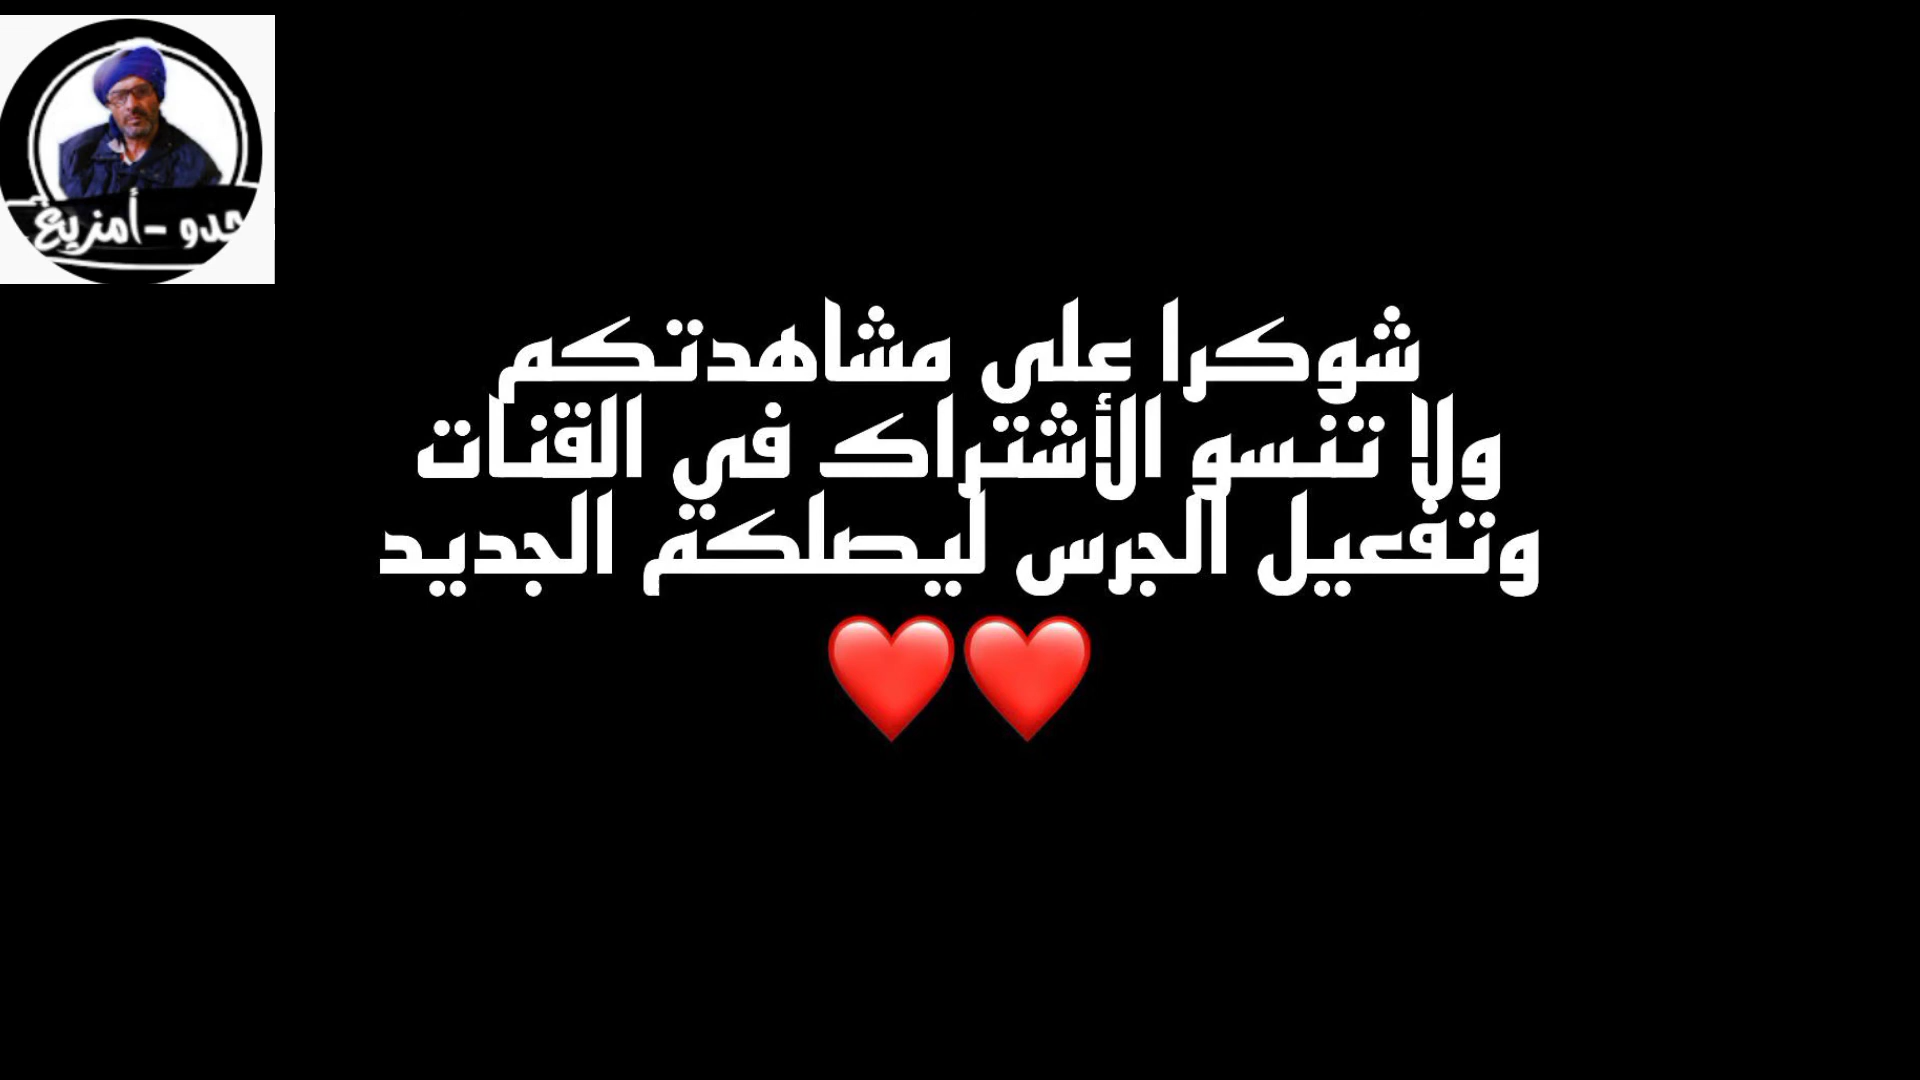 حدو - أمزيغ
شوكرا على مشاهدتكم
ولا تنسو الأشتراك في القنات
وتفعيل الجرس ليصلكم الجديد
❤️❤️